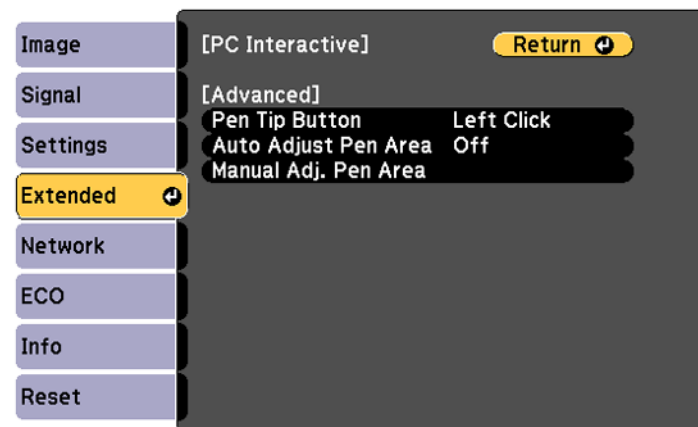 Image
Signal
Settings
Extended
Network
ECO
Info
Reset
[PC Interactive] Return
[Advanced]
Pen Tip Button Left Click
Auto Adjust Pen Area Off
Manual Adj. Pen Area